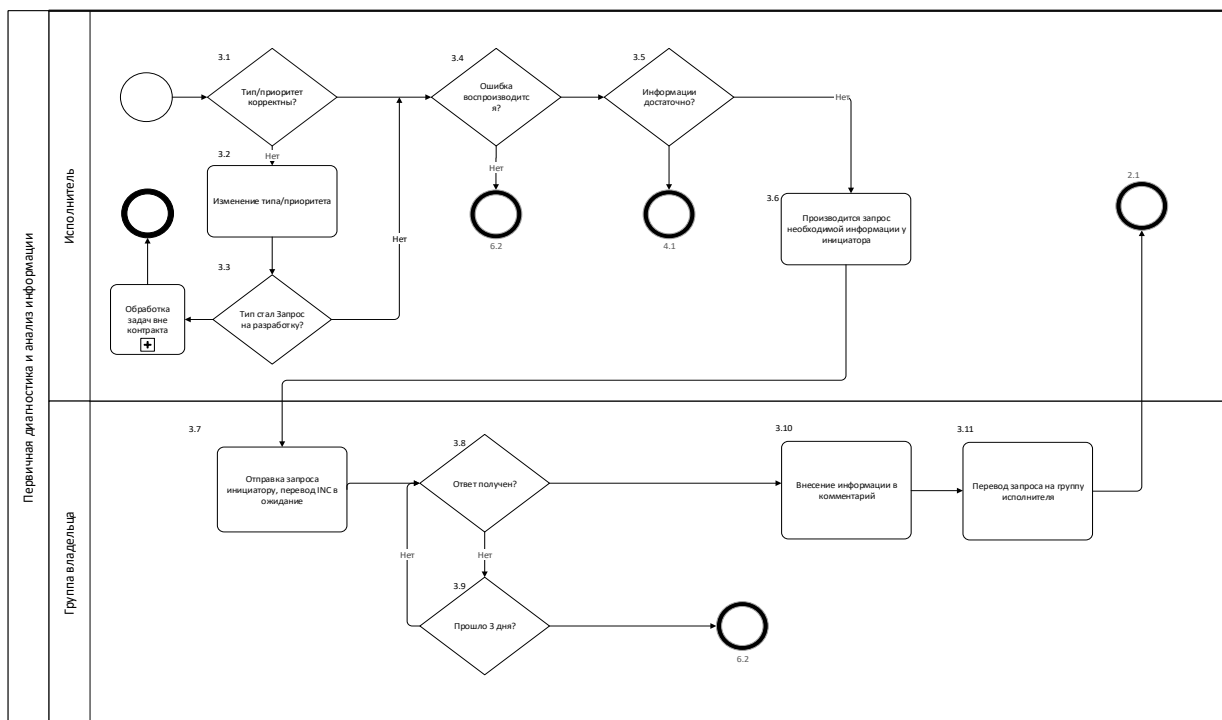 Первичная диагностика и анализ информации
Исполнитель
3.1
Тип/приоритет
корректны?
Нет
3.2
Изменение типа/приоритета
3.3
Тип стал Запрос
на разработку?
Нет
Обработка
задач вне
контракта
3.4
Ошибка
воспроизводитс
я?
Нет
6.2
3.5
Информации
достаточно?
Нет
4.1
3.6
Производится запрос
необходимой информации у
инициатора
2.1
Группа владельца
3.7
Отправка запроса
инициатору, перевод INC в
ожидание
3.8
Ответ получен?
Нет
Нет
3.9
Прошло 3 дня?
6.2
3.10
Внесение информации в
комментарий
3.11
Перевод запроса на группу
исполнителя